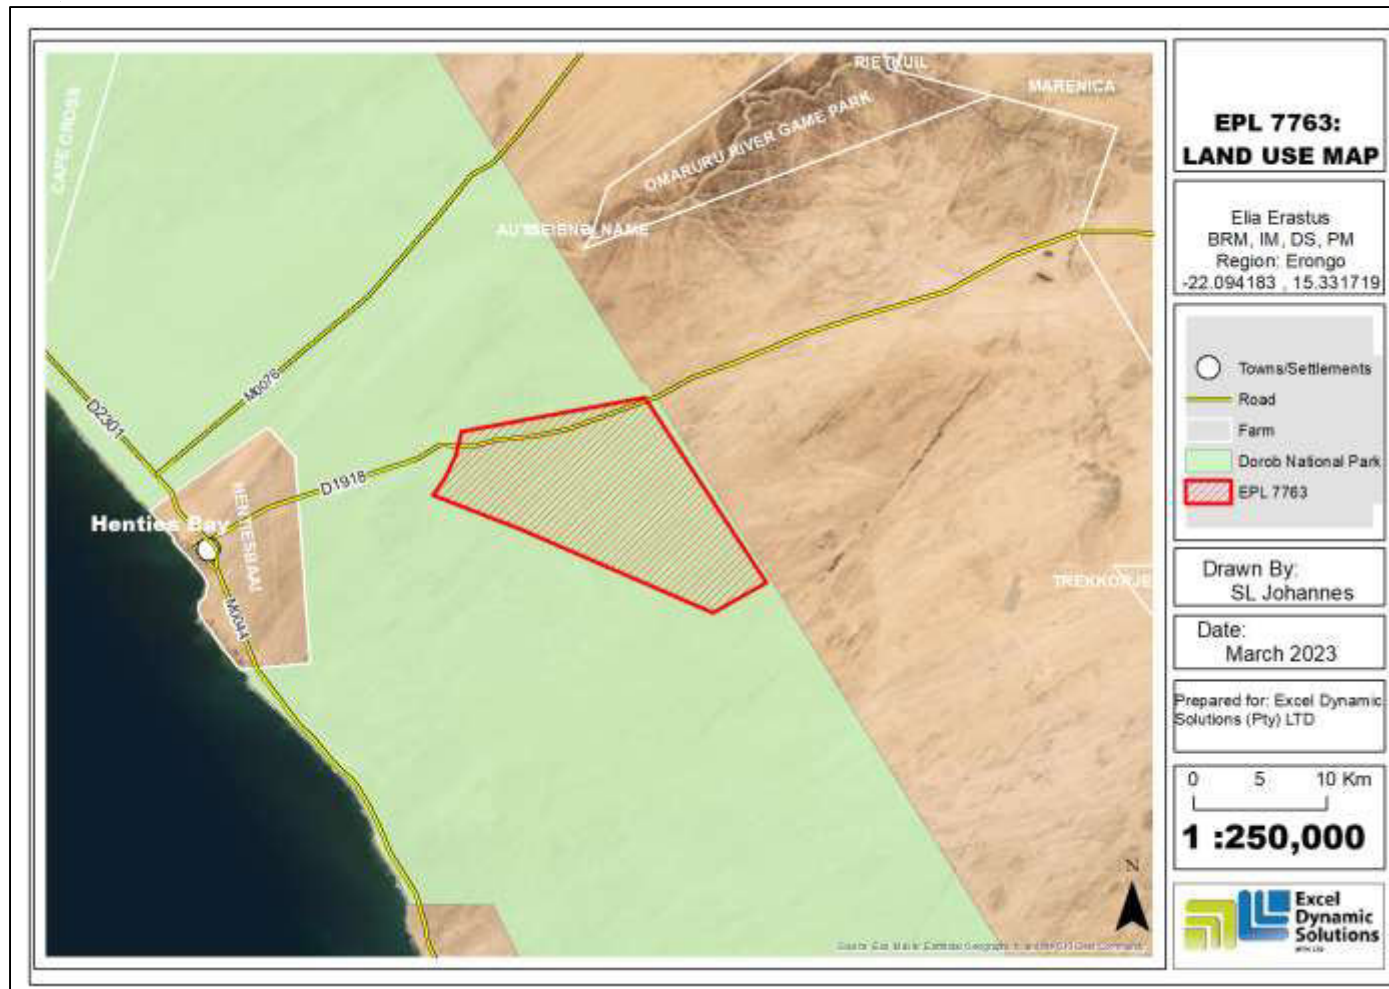 CAPE CROSS
RIETKUIL
MARENICA
OMARURU RIVER GAME PARK
D2301
M0076
D1918
Henties Bay
HENTIESBAAI
M0044
TREKKOPJE
N
EPL 7763:
LAND USE MAP
Elia Erastus
BRM, IM, DS, PM
Region: Erongo
-22.094183 , 15.331719
Towns/Settlements
Road
Farm
Dorob National Park
EPL 7763
Drawn By:
SL Johannes
Date:
March 2023
Prepared for: Excel Dynamic
Solutions (Pty) LTD
0 5 10 Km
1 :250,000
Excel
Dynamic
Solutions